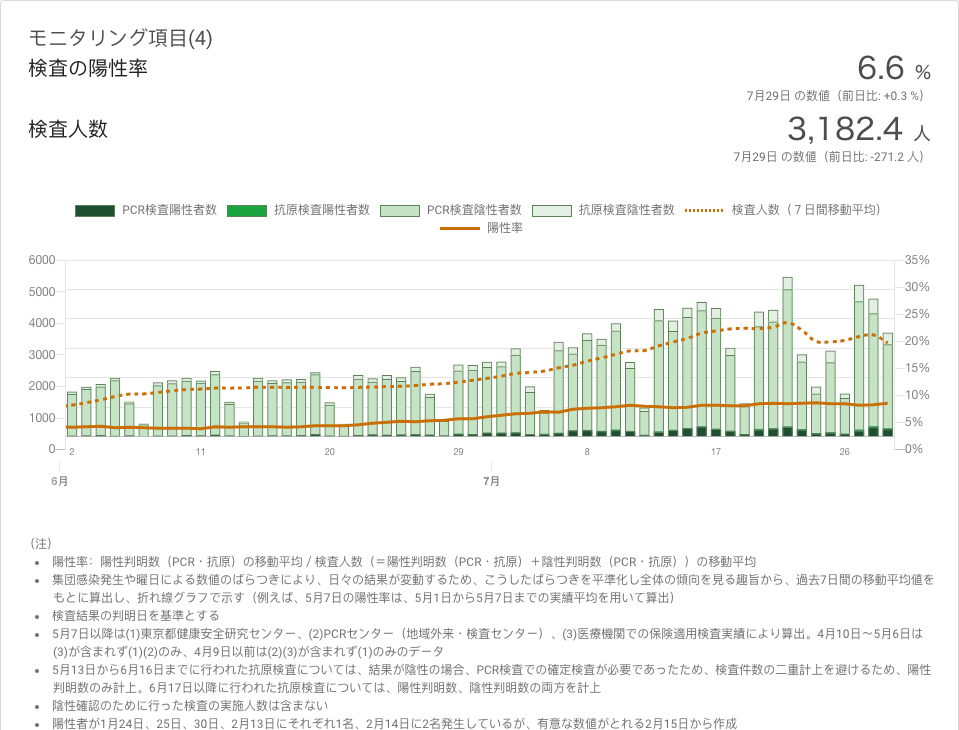 モニタリング項目(4)
検査の陽性率
6.6 %
7月29日 の数値（前日比: +0.3 %）
検査人数
3,182.4 人
7月29日 の数値（前日比: -271.2 人）
PCR検査陽性者数 抗原検査陽性者数 PCR検査陰性者数 抗原検査陰性者数 検査人数（７日間移動平均）
陽性率
6000 35%
5000 30%
4000 25%
3000 20%
2000 15%
1000 10%
0 5%
0%
2 11 20 29 8 17 26
6月 7月
（注）
• 陽性率：陽性判明数（PCR・抗原）の移動平均 / 検査人数（＝陽性判明数（PCR・抗原）＋陰性判明数（PCR・抗原））の移動平均
• 集団感染発生や曜日による数値のばらつきにより、日々の結果が変動するため、こうしたばらつきを平準化し全体の傾向を見る趣旨から、過去7日間の移動平均値を
もとに算出し、折れ線グラフで示す（例えば、5月7日の陽性率は、5月1日から5月7日までの実績平均を用いて算出）
• 検査結果の判明日を基準とする
• 5月7日以降は(1)東京都健康安全研究センター、(2)PCRセンター（地域外来・検査センター）、(3)医療機関での保険適用検査実績により算出。4月10日～5月6日は
(3)が含まれず(1)(2)のみ、4月9日以前は(2)(3)が含まれず(1)のみのデータ
• 5月13日から6月16日までに行われた抗原検査については、結果が陰性の場合、PCR検査での確定検査が必要であったため、検査件数の二重計上を避けるため、陽性
判明数のみ計上。6月17日以降に行われた抗原検査については、陽性判明数、陰性判明数の両方を計上
• 陰性確認のために行った検査の実施人数は含まない
• 陽性者が1月24日、25日、30日、2月13日にそれぞれ1名、2月14日に2名発生しているが、有意な数値がとれる2月15日から作成